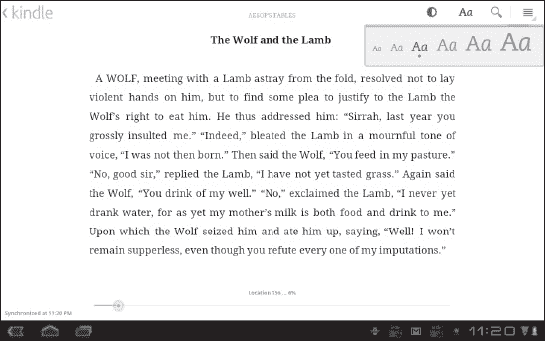 kindle
AESOP'S FABLES
Aa
Aa Aa Aa Aa Aa Aa
The Wolf and the Lamb
A WOLF, meeting with a Lamb astray from the fold, resolved not to lay
violent hands on him, but to find some plea to justify to the Lamb the
Wolf's right to eat him. He thus addressed him: “Sirrah, last year you
grossly insulted me.” “Indeed,” bleated the Lamb in a mournful tone of
voice, “I was not then born.” Then said the Wolf, “You feed in my pasture.”
“No, good sir,” replied the Lamb, “I have not yet tasted grass.” Again said
the Wolf, “You drink of my well.” “No,” exclaimed the Lamb, “I never yet
drank water, for as yet my mother's milk is both food and drink to me.”
Upon which the Wolf seized him and ate him up, saying, “Well! I won't
remain supperless, even though you refute every one of my imputations.”
Location 156 ... 6%
Synchronized at 11:20 PM
11:20